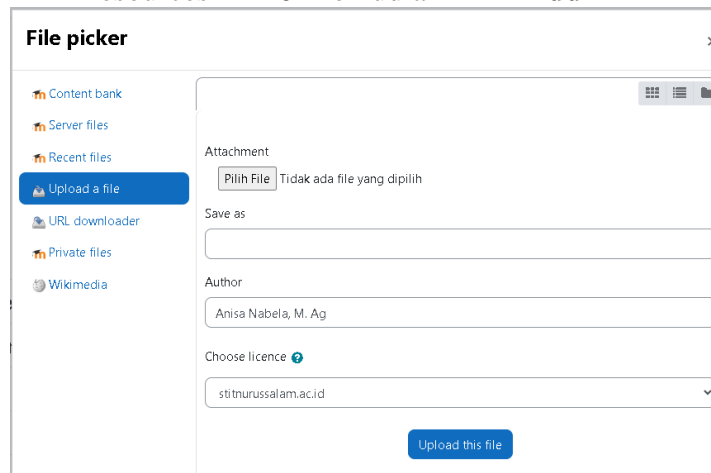 File picker
Content bank
Server files
Recent files
Upload a file
URL downloader
Private files
Wikimedia
Attachment
Pilih File Tidak ada file yang dipilih
Save as
Author
Anisa Nabela, M. Ag
Choose licence
stitnurussalam.ac.id
Upload this file